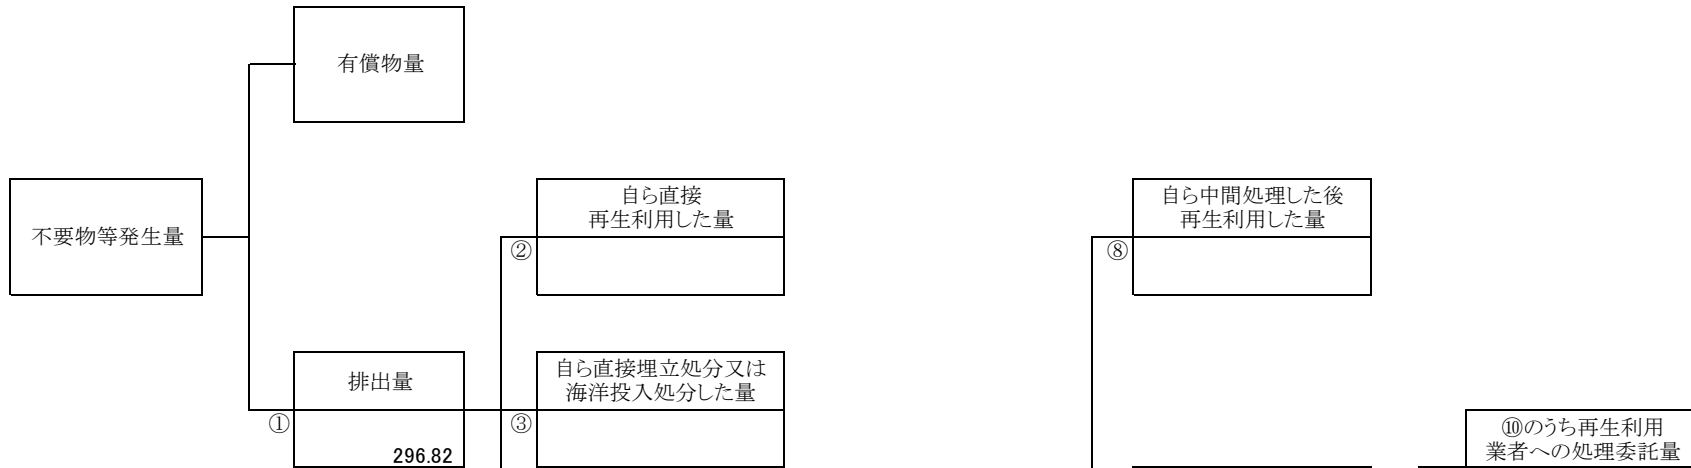 有償物量
不要物等発生量
自ら直接
再生利用した量
②
自ら中間処理した後
再生利用した量
⑧
排出量
①
296.82
自ら直接埋立処分又は
海洋投入処分した量
③
⑩のうち再生利用
業者への処理委託量